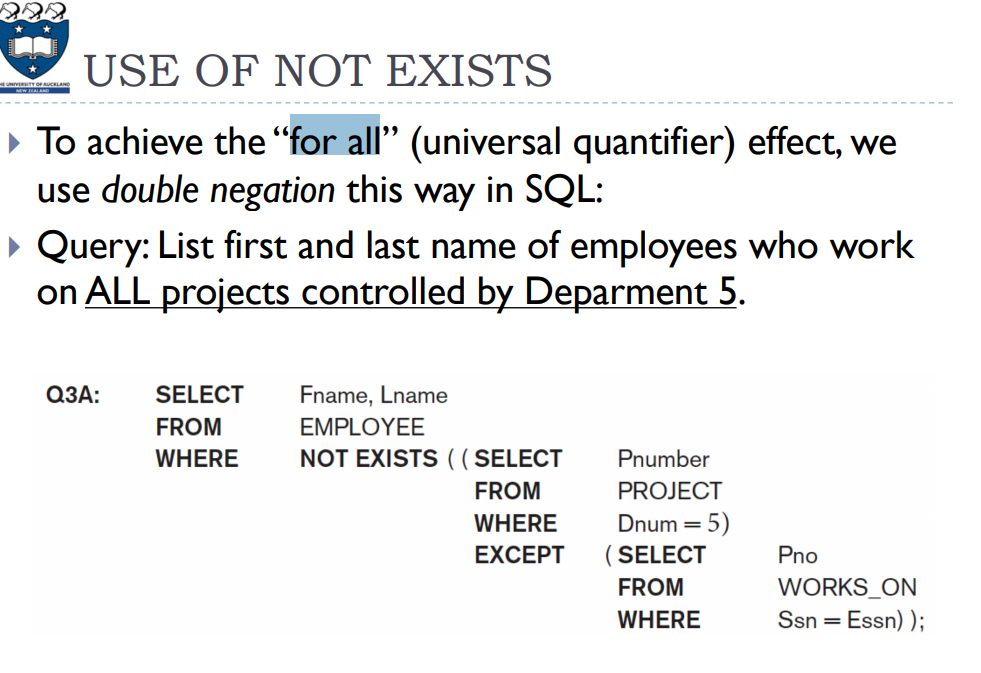 THE UNIVERSITY OF AUCKLAND
NEW ZEALAND
USE OF NOT EXISTS
To achieve the “for all” (universal quantifier) effect, we
use double negation this way in SQL:
Query: List first and last name of employees who work
on ALL projects controlled by Deparment 5.
Q3A: SELECT Fname, Lname
FROM EMPLOYEE
WHERE NOT EXISTS ( ( SELECT Pnumber
FROM PROJECT
WHERE Dnum = 5)
EXCEPT ( SELECT Pno
FROM WORKS_ON
WHERE Ssn = Essn) );